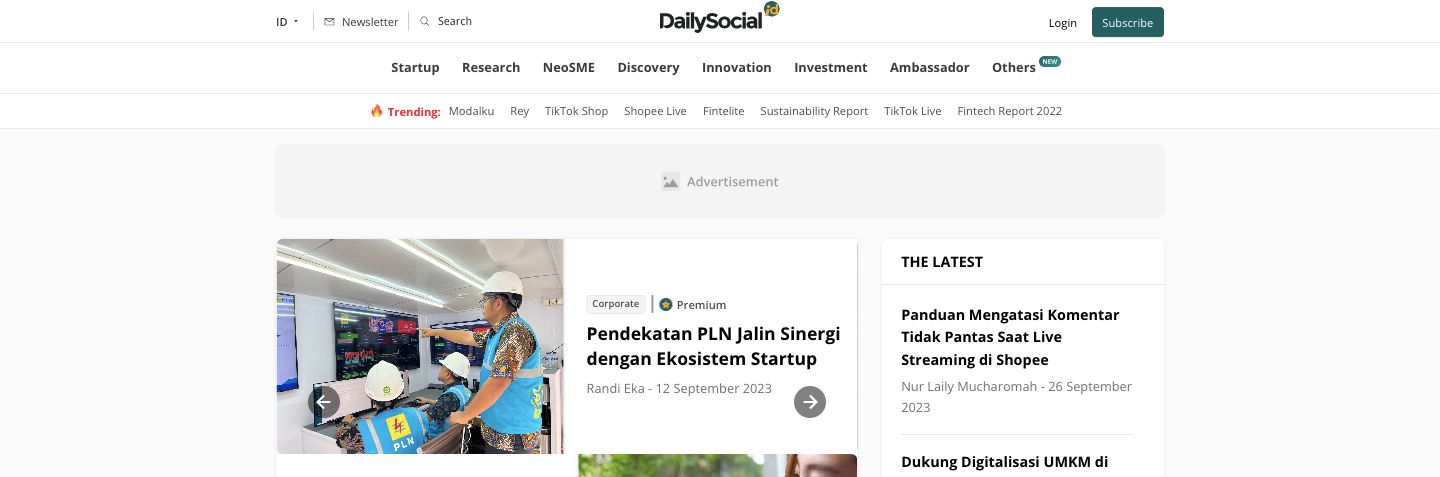 ID
Newsletter
Search
DailySocial id
Login
Subscribe
Startup
Research
NeoSME
Discovery
Innovation
Investment
Ambassador
Others
NEW
Trending:
Modalku
Rey
TikTok Shop
Shopee Live
Fintelite
Sustainability Report
TikTok Live
Fintech Report 2022
Advertisement
PLN
Corporate
Premium
Pendekatan PLN Jalin Sinergi
dengan Ekosistem Startup
Randi Eka - 12 September 2023
THE LATEST
Panduan Mengatasi Komentar
Tidak Pantas Saat Live
Streaming di Shopee
Nur Laily Mucharomah - 26 September
2023
Dukung Digitalisasi UMKM di